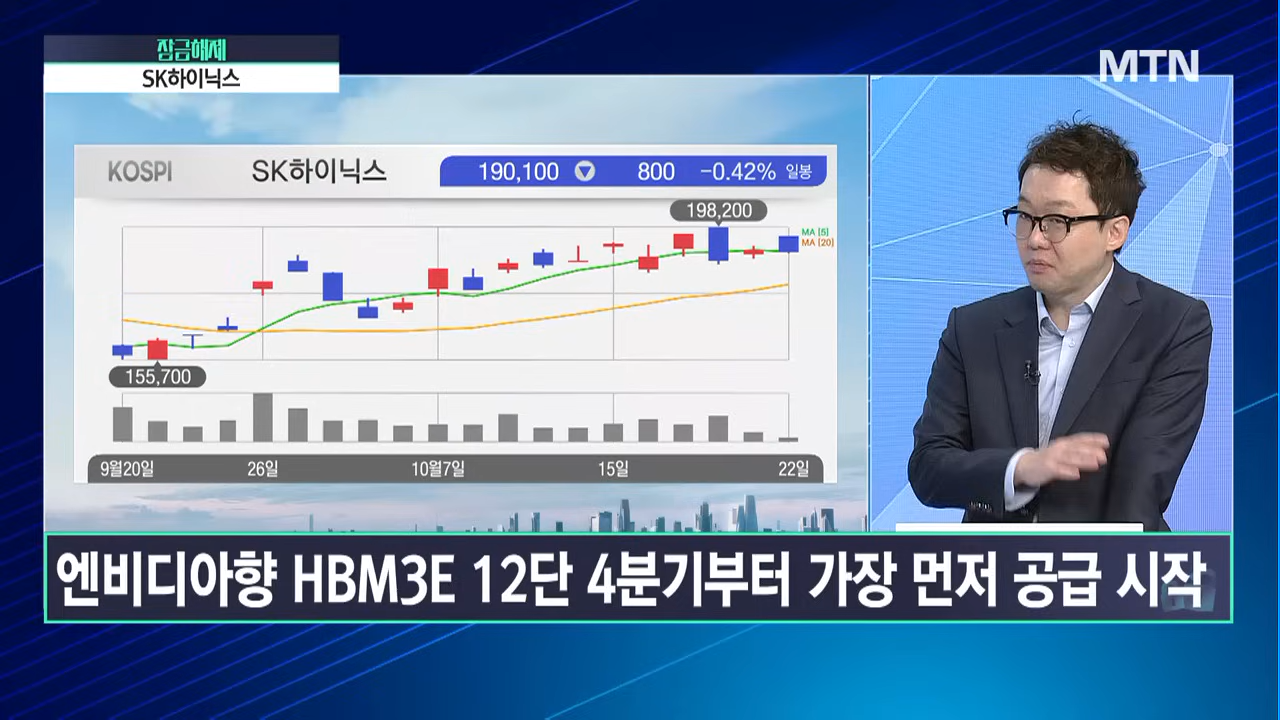 잠금해제
SK하이닉스
MTN
KOSPI SK하이닉스 190,100 ▼ 800 -0.42% 일봉
198,200
MA [5]
MA [20]
155,700
9월20일 26일 10월7일 15일 22일
엔비디아향 HBM3E 12단 4분기부터 가장 먼저 공급 시작